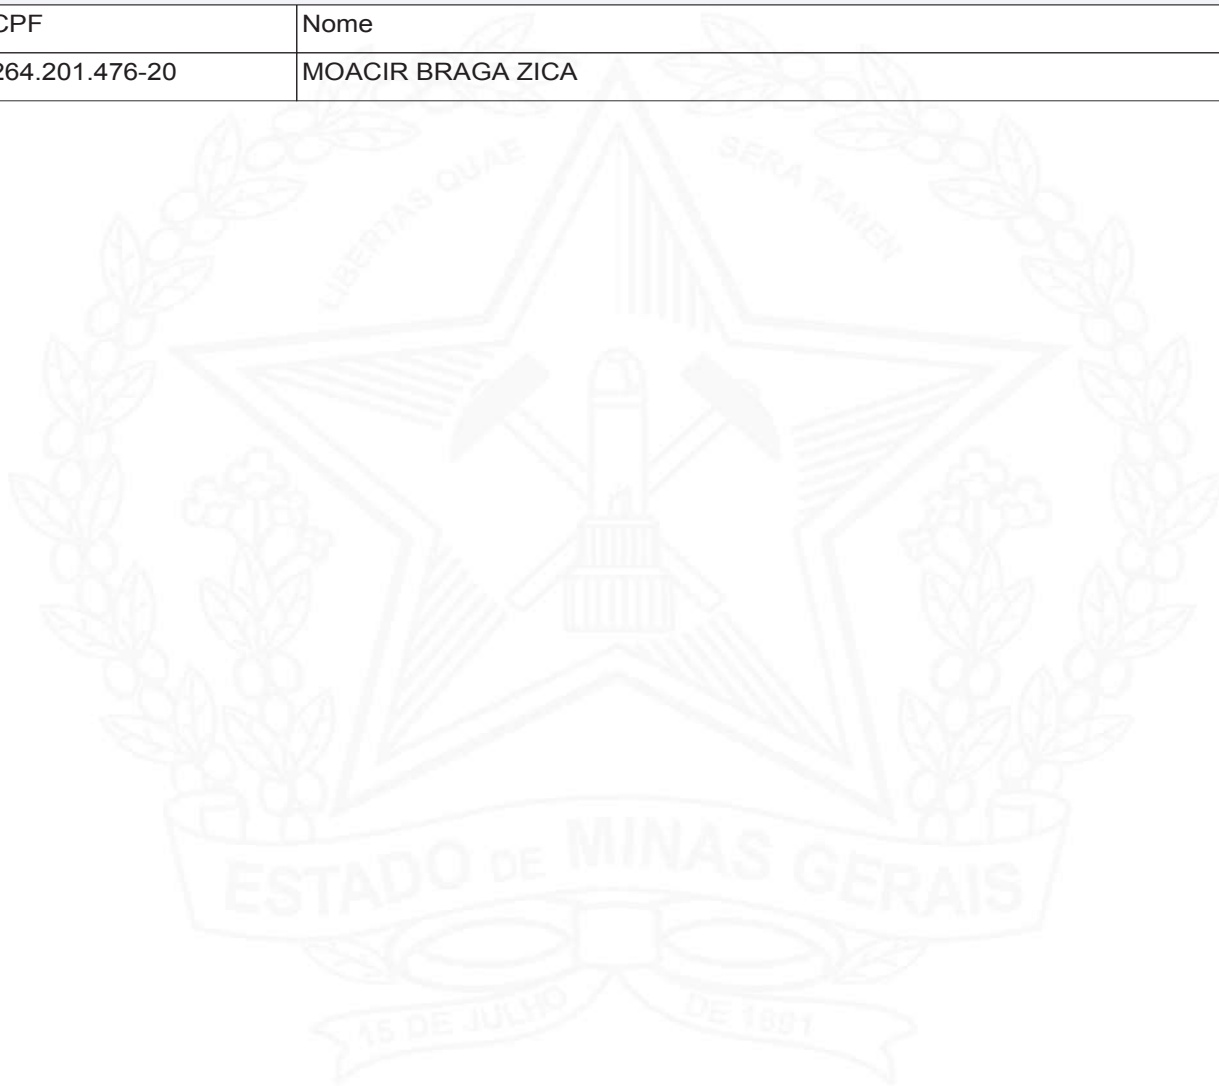 CPF Nome
264.201.476-20 MOACIR BRAGA ZICA
LIBERTAS QUAE SERA TAMEN
ESTADO DE MINAS GERAIS
15 DE JULHO DE 1891